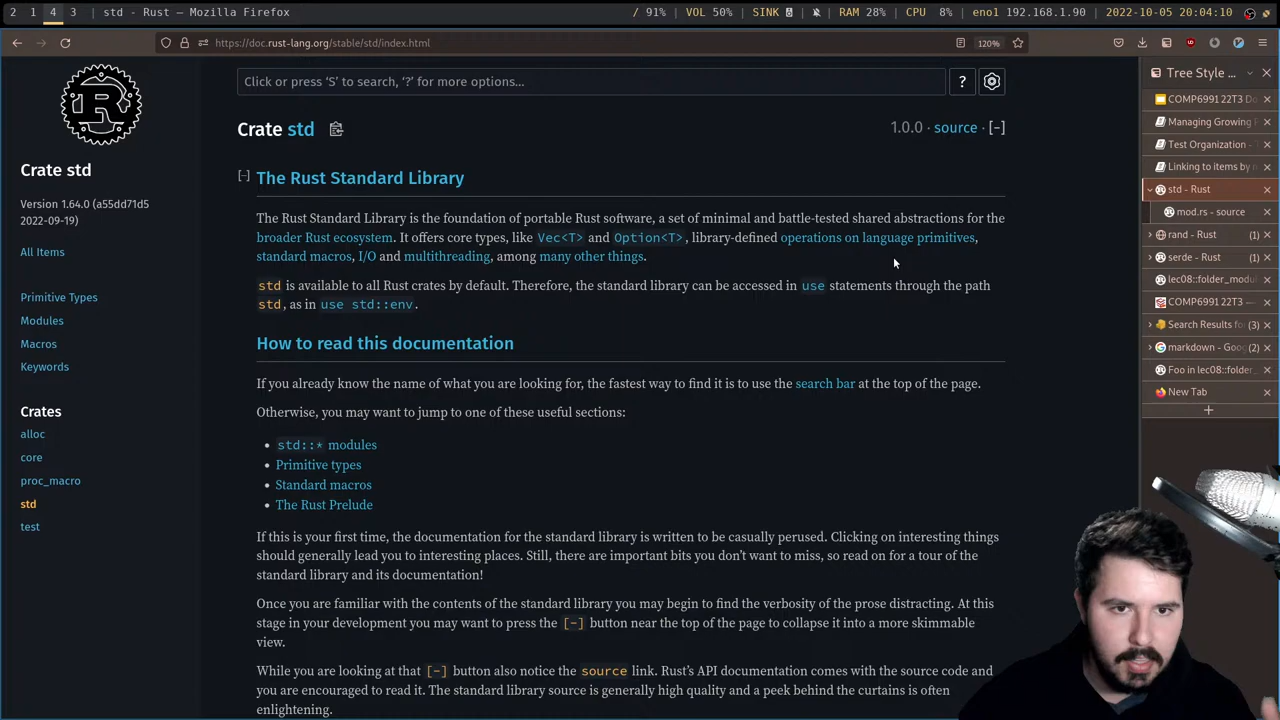 2 1 4 3 std - Rust — Mozilla Firefox / 91% VOL 50% SINK RAM 28% CPU 8% eno1 192.168.1.90 2022-10-05 20:04:10
https://doc.rust-lang.org/stable/std/index.html 120%
Crate std
Version 1.64.0 (a55dd71d5
2022-09-19)
All Items
Primitive Types
Modules
Macros
Keywords
Crates
alloc
core
proc_macro
std
test
Click or press ‘S’ to search, ‘?’ for more options…
?
Crate std
1.0.0 · source · [-]
[-] The Rust Standard Library
The Rust Standard Library is the foundation of portable Rust software, a set of minimal and battle-tested shared abstractions for the
broader Rust ecosystem. It offers core types, like Vec<T> and Option<T>, library-defined operations on language primitives,
standard macros, I/O and multithreading, among many other things.
std is available to all Rust crates by default. Therefore, the standard library can be accessed in use statements through the path
std, as in use std::env.
How to read this documentation
If you already know the name of what you are looking for, the fastest way to find it is to use the search bar at the top of the page.
Otherwise, you may want to jump to one of these useful sections:
• std::* modules
• Primitive types
• Standard macros
• The Rust Prelude
If this is your first time, the documentation for the standard library is written to be casually perused. Clicking on interesting things
should generally lead you to interesting places. Still, there are important bits you don’t want to miss, so read on for a tour of the
standard library and its documentation!
Once you are familiar with the contents of the standard library you may begin to find the verbosity of the prose distracting. At this
stage in your development you may want to press the [-] button near the top of the page to collapse it into a more skimmable
view.
While you are looking at that [-] button also notice the source link. Rust’s API documentation comes with the source code and
you are encouraged to read it. The standard library source is generally high quality and a peek behind the curtains is often
enlightening.
Tree Style ...
COMP6991 22T3 Do
Managing Growing
Test Organization -
Linking to items by
std - Rust
mod.rs - source
rand - Rust (1)
serde - Rust (1)
lec08::folder_modu
COMP6991 22T3 —
Search Results fo (3)
markdown - Goo (2)
Foo in lec08::folder
New Tab
+